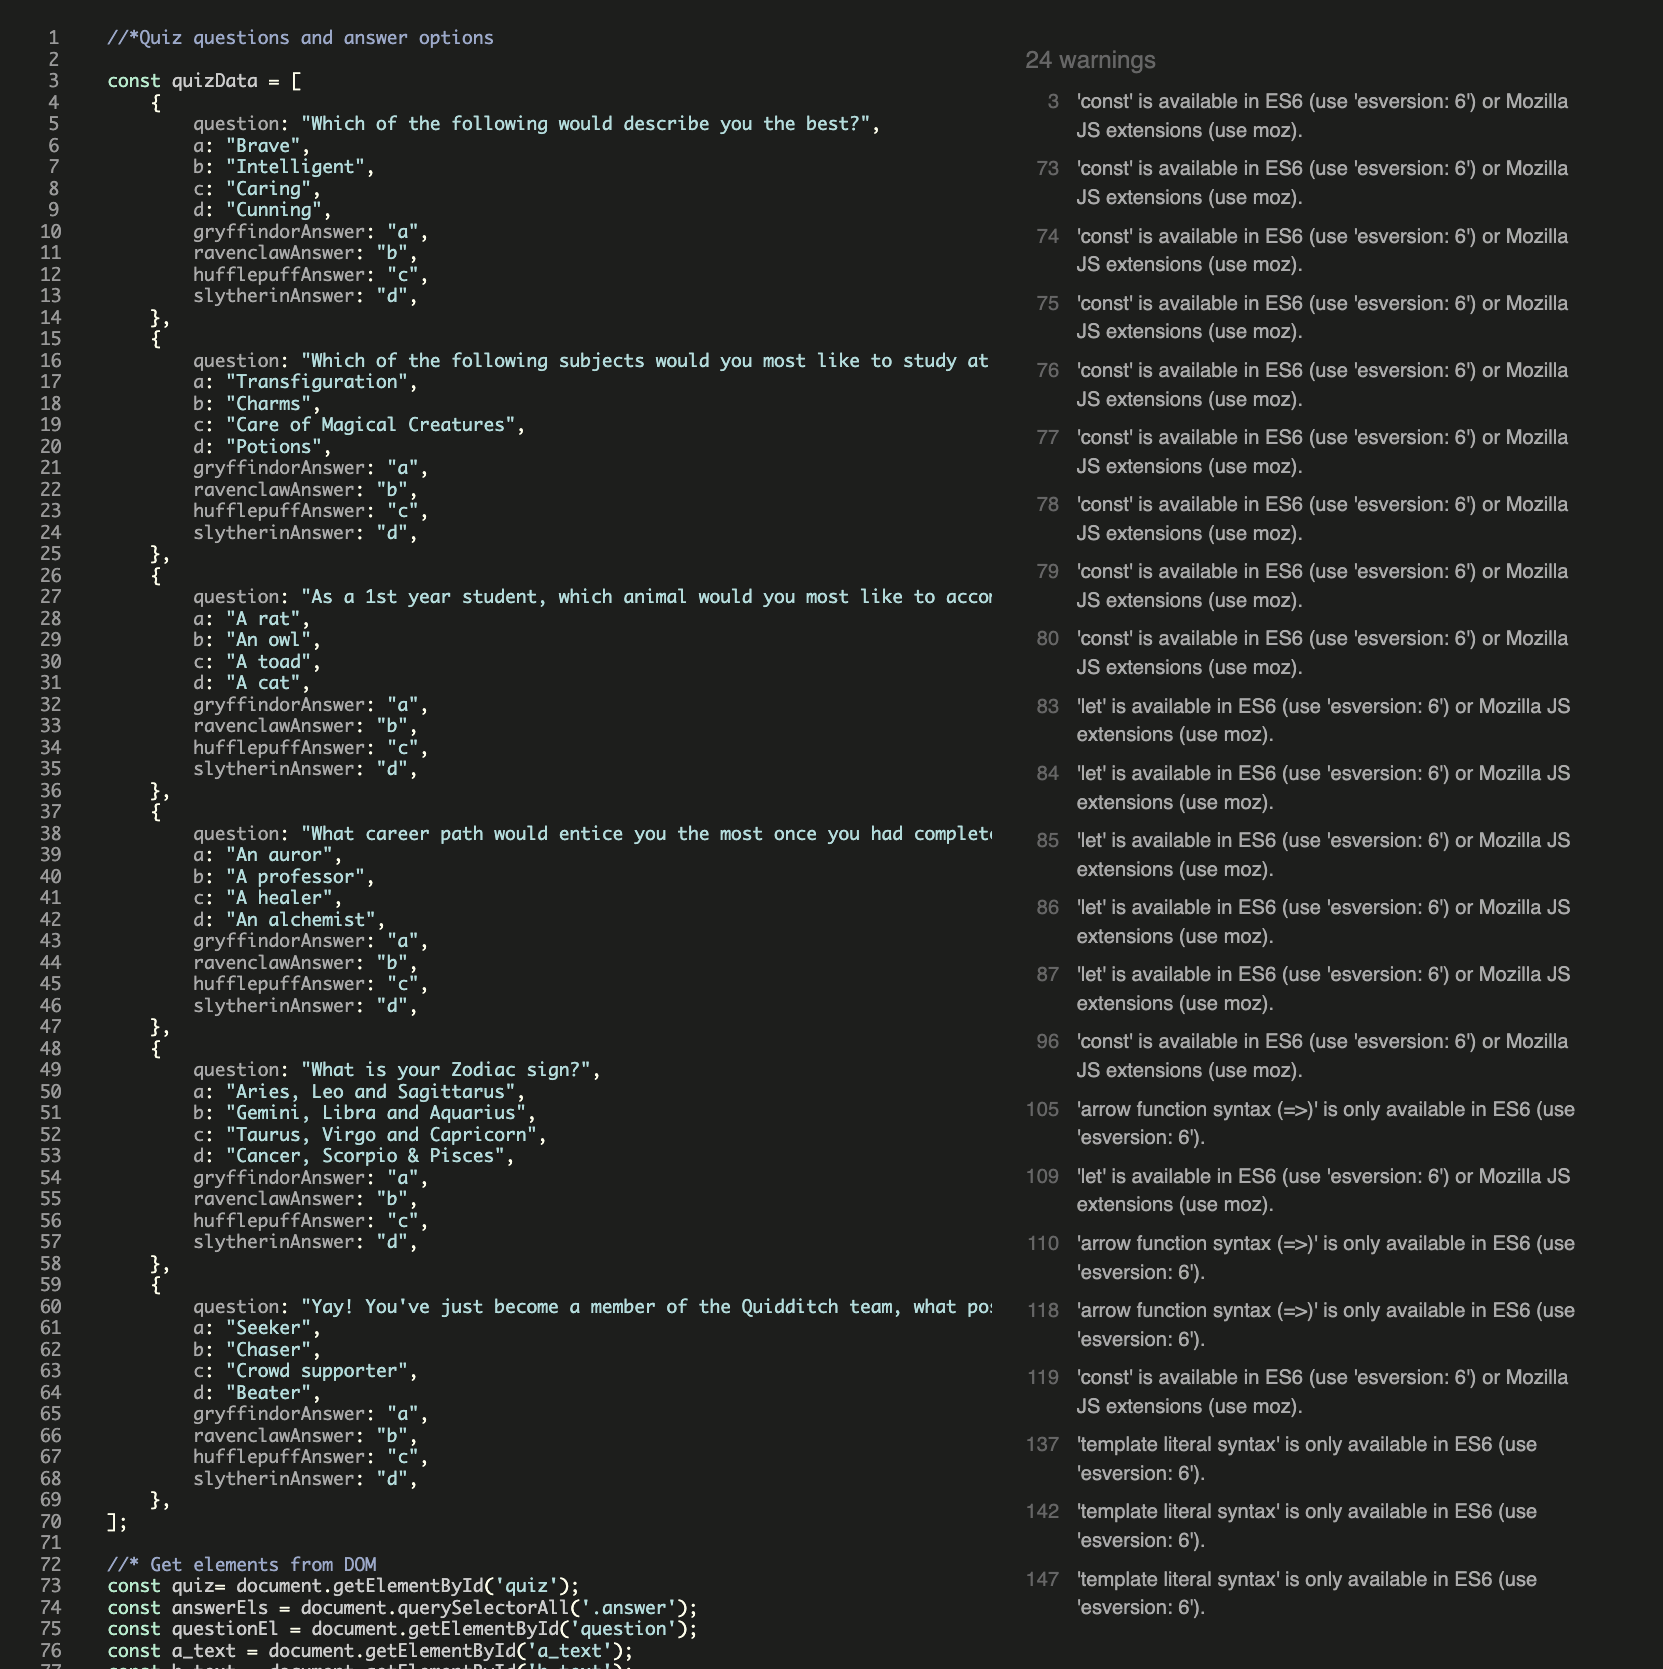 1 //*Quiz questions and answer options
2
3 const quizData = [
4 {
5 question: "Which of the following would describe you the best?",
6 a: "Brave",
7 b: "Intelligent",
8 c: "Caring",
9 d: "Cunning",
10 gryffindorAnswer: "a",
11 ravenclawAnswer: "b",
12 hufflepuffAnswer: "c",
13 slytherinAnswer: "d",
14 },
15 {
16 question: "Which of the following subjects would you most like to study at
17 a: "Transfiguration",
18 b: "Charms",
19 c: "Care of Magical Creatures",
20 d: "Potions",
21 gryffindorAnswer: "a",
22 ravenclawAnswer: "b",
23 hufflepuffAnswer: "c",
24 slytherinAnswer: "d",
25 },
26 {
27 question: "As a 1st year student, which animal would you most like to
28 a: "A rat",
29 b: "An owl",
30 c: "A toad",
31 d: "A cat",
32 gryffindorAnswer: "a",
33 ravenclawAnswer: "b",
34 hufflepuffAnswer: "c",
35 slytherinAnswer: "d",
36 },
37 {
38 question: "What career path would entice you the most once you had
39 a: "An auror",
40 b: "A professor",
41 c: "A healer",
42 d: "An alchemist",
43 gryffindorAnswer: "a",
44 ravenclawAnswer: "b",
45 hufflepuffAnswer: "c",
46 slytherinAnswer: "d",
47 },
48 {
49 question: "What is your Zodiac sign?",
50 a: "Aries, Leo and Sagittarus",
51 b: "Gemini, Libra and Aquarius",
52 c: "Taurus, Virgo and Capricorn",
53 d: "Cancer, Scorpio & Pisces",
54 gryffindorAnswer: "a",
55 ravenclawAnswer: "b",
56 hufflepuffAnswer: "c",
57 slytherinAnswer: "d",
58 },
59 {
60 question: "Yay! You've just become a member of the Quidditch team, what
61 a: "Seeker",
62 b: "Chaser",
63 c: "Crowd supporter",
64 d: "Beater",
65 gryffindorAnswer: "a",
66 ravenclawAnswer: "b",
67 hufflepuffAnswer: "c",
68 slytherinAnswer: "d",
69 },
70 ];
71
72 //* Get elements from DOM
73 const quiz= document.getElementById('quiz');
74 const answerEls = document.querySelectorAll('.answer');
75 const questionEl = document.getElementById('question');
76 const a_text = document.getElementById('a_text');
24 warnings
3 'const' is available in ES6 (use 'esversion: 6') or Mozilla
JS extensions (use moz).
73 'const' is available in ES6 (use 'esversion: 6') or Mozilla
JS extensions (use moz).
74 'const' is available in ES6 (use 'esversion: 6') or Mozilla
JS extensions (use moz).
75 'const' is available in ES6 (use 'esversion: 6') or Mozilla
JS extensions (use moz).
76 'const' is available in ES6 (use 'esversion: 6') or Mozilla
JS extensions (use moz).
77 'const' is available in ES6 (use 'esversion: 6') or Mozilla
JS extensions (use moz).
78 'const' is available in ES6 (use 'esversion: 6') or Mozilla
JS extensions (use moz).
79 'const' is available in ES6 (use 'esversion: 6') or Mozilla
JS extensions (use moz).
80 'const' is available in ES6 (use 'esversion: 6') or Mozilla
JS extensions (use moz).
83 'let' is available in ES6 (use 'esversion: 6') or Mozilla JS
extensions (use moz).
84 'let' is available in ES6 (use 'esversion: 6') or Mozilla JS
extensions (use moz).
85 'let' is available in ES6 (use 'esversion: 6') or Mozilla JS
extensions (use moz).
86 'let' is available in ES6 (use 'esversion: 6') or Mozilla JS
extensions (use moz).
87 'let' is available in ES6 (use 'esversion: 6') or Mozilla JS
extensions (use moz).
96 'const' is available in ES6 (use 'esversion: 6') or Mozilla
JS extensions (use moz).
105 'arrow function syntax (=>)' is only available in ES6 (use
'esversion: 6').
109 'let' is available in ES6 (use 'esversion: 6') or Mozilla JS
extensions (use moz).
110 'arrow function syntax (=>)' is only available in ES6 (use
'esversion: 6').
118 'arrow function syntax (=>)' is only available in ES6 (use
'esversion: 6').
119 'const' is available in ES6 (use 'esversion: 6') or Mozilla
JS extensions (use moz).
137 'template literal syntax' is only available in ES6 (use
'esversion: 6').
142 'template literal syntax' is only available in ES6 (use
'esversion: 6').
147 'template literal syntax' is only available in ES6 (use
'esversion: 6').